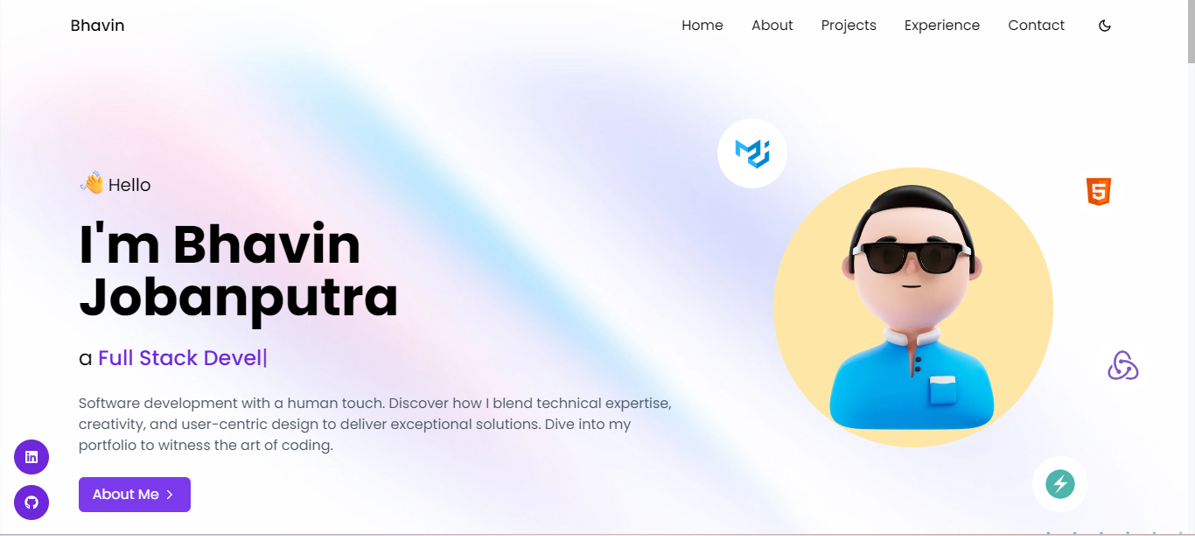 Bhavin
Home About Projects Experience Contact
👋 Hello
I'm Bhavin
Jobanputra
a Full Stack Devel|
Software development with a human touch. Discover how I blend technical expertise,
creativity, and user-centric design to deliver exceptional solutions. Dive into my
portfolio to witness the art of coding.
About Me >